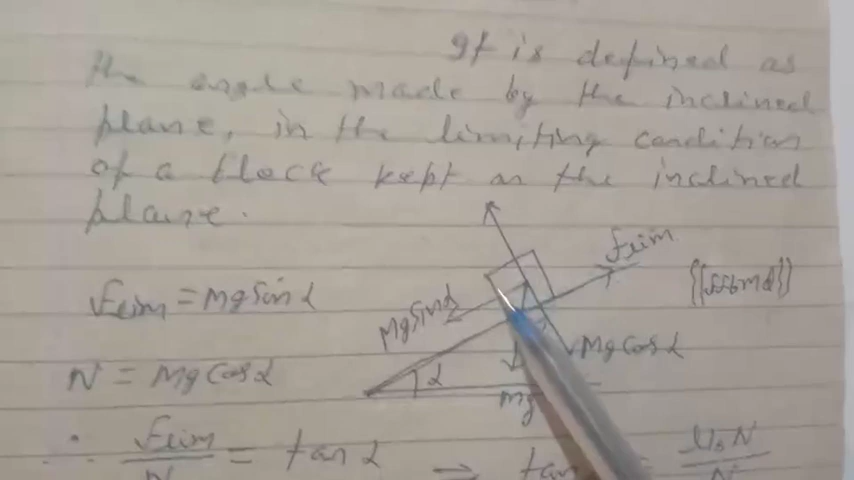 It is defined as
the angle made by the inclined
plane, in the limiting condition
of a block kept on the inclined
plane.
flim
flim = Mg Sin α
Mg Sin α
Mg Cos α
N = Mg Cos α
α
Mg
∴ flim/N = tan α ⇒ tan = N/N